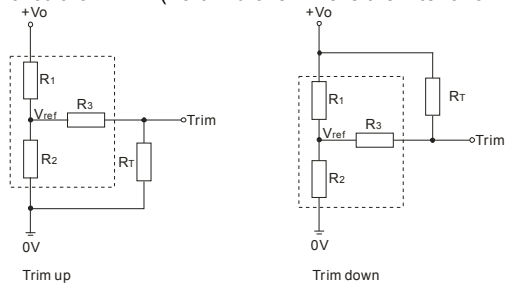 +Vo
R1
Vref
R3
Trim
R2
RT
0V
Trim up
+Vo
R1
RT
Vref
R3
Trim
R2
0V
Trim down